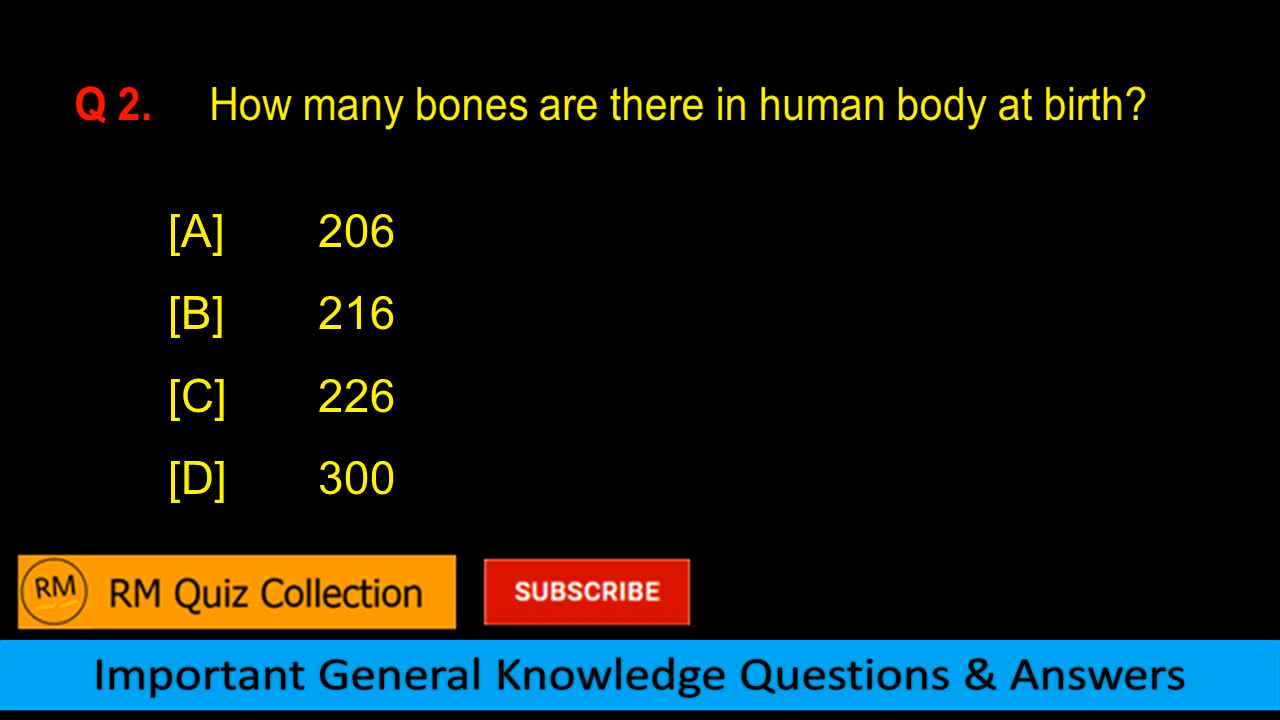 Q 2. How many bones are there in human body at birth?
[A] 206
[B] 216
[C] 226
[D] 300
RM RM Quiz Collection SUBSCRIBE
Important General Knowledge Questions & Answers